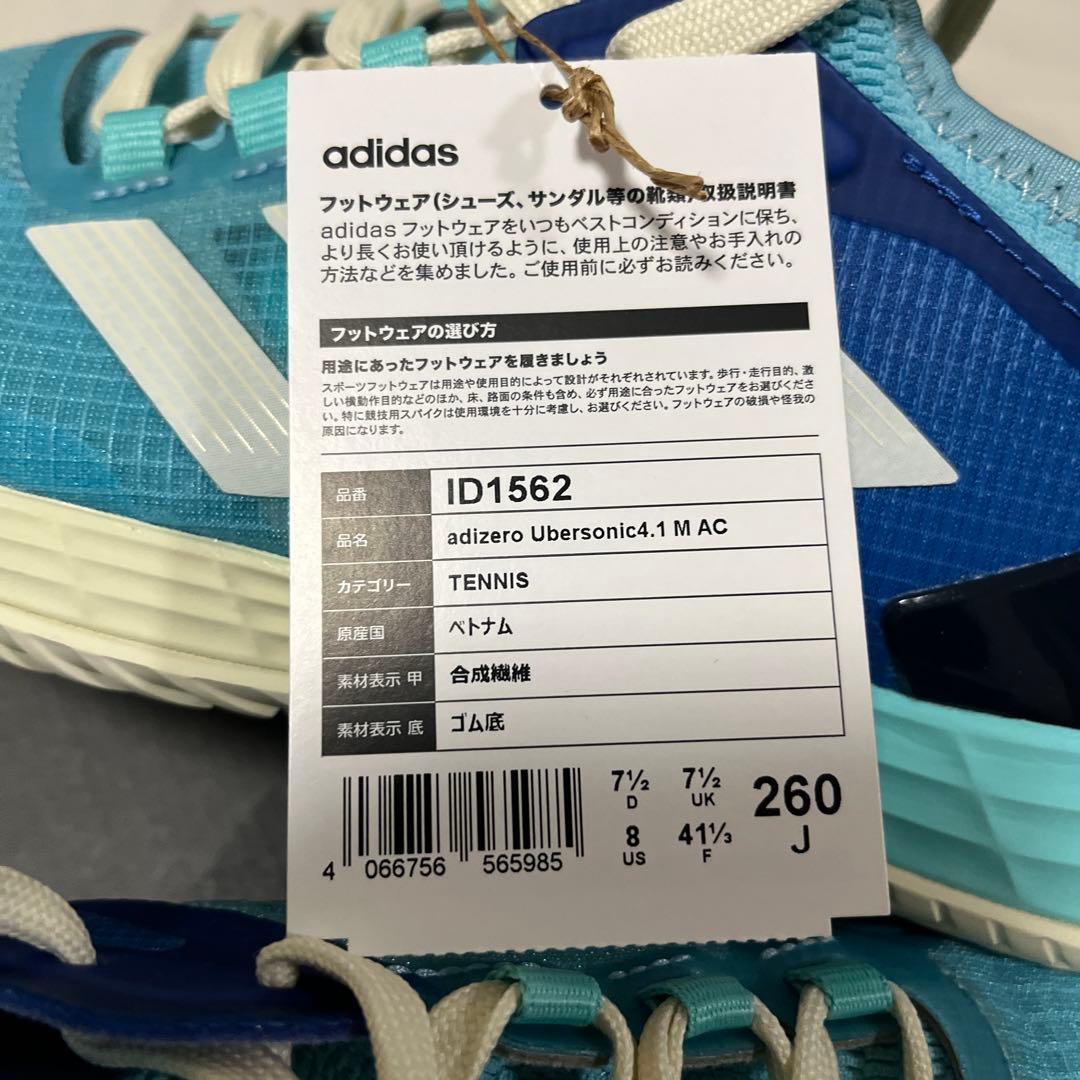 adidas
フットウェア(シューズ、サンダル等の靴類)取扱説明書
adidas フットウェアをいつもベストコンディションに保ち、
より長くお使い頂けるように、使用上の注意やお手入れの
方法などを集めました。ご使用前に必ずお読みください。
フットウェアの選び方
用途にあったフットウェアを履きましょう
スポーツフットウェアは用途や使用目的によって設計がそれぞれされています。歩行・走行目的、激
しい横動作目的などのほか、床、路面の条件も含め、必ず用途に合ったフットウェアをお選びくださ
い。特に競技用スパイクは使用環境を十分に考慮し、お選びください。フットウェアの破損や怪我の
原因になります。
品番 ID1562
品名 adizero Ubersonic4.1 M AC
カテゴリー TENNIS
原産国 ベトナム
素材表示 甲 合成繊維
素材表示 底 ゴム底
7½ 7½ 260
D UK J
8 41⅓
US F
4 066756 565985